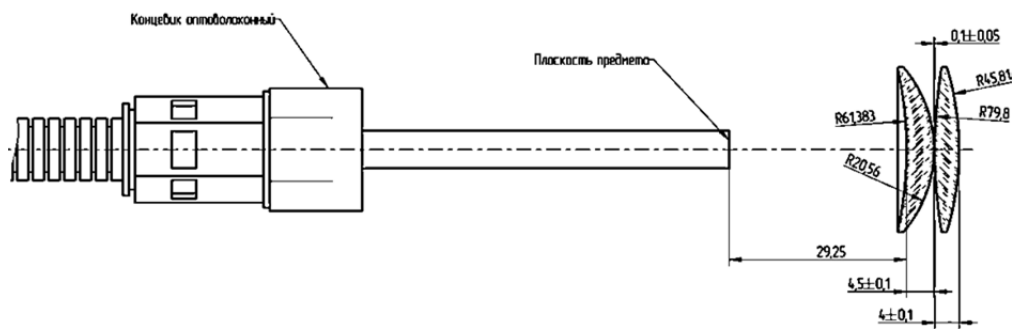 Концевик оптоволоконный
Плоскость предмета
0,1±0,05
R45,81
R79,8
R61,383
R20,56
29,25
4,5±0,1
4±0,1